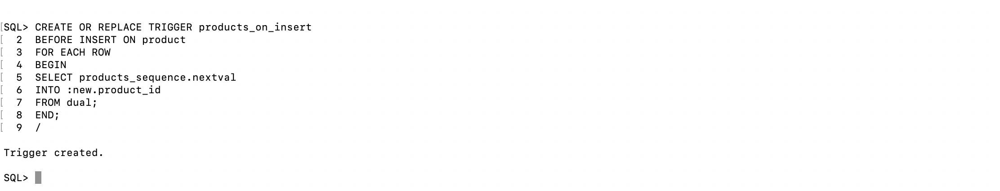 [SQL> CREATE OR REPLACE TRIGGER products_on_insert
[  2  BEFORE INSERT ON product
[  3  FOR EACH ROW
[  4  BEGIN
[  5  SELECT products_sequence.nextval
[  6  INTO :new.product_id
[  7  FROM dual;
[  8  END;
[  9  /
Trigger created.
SQL>